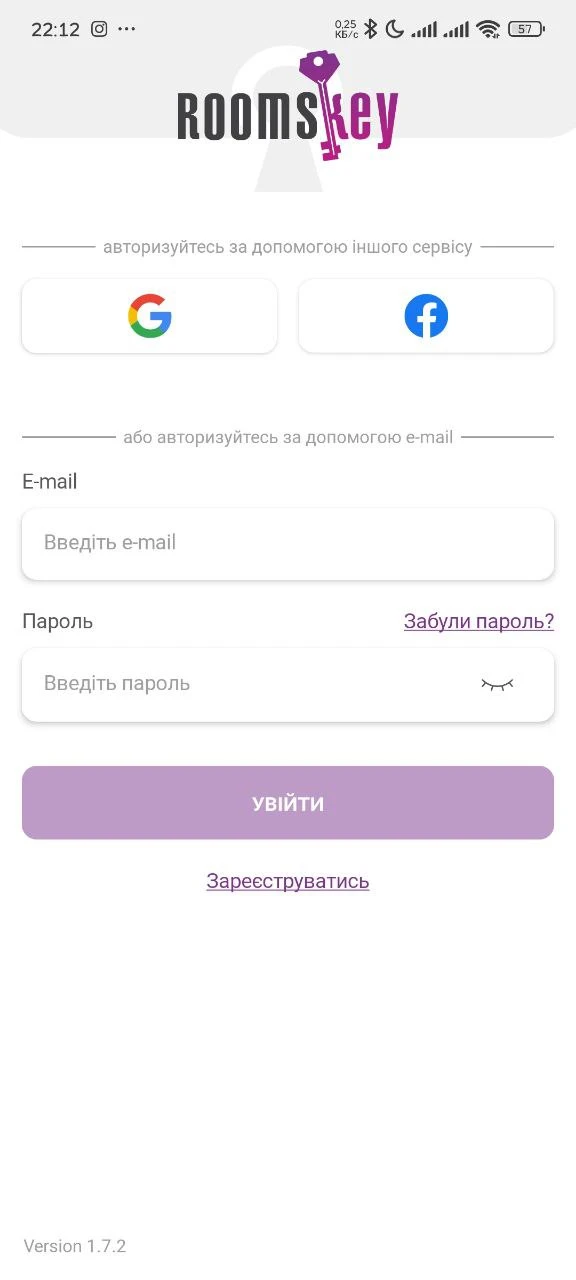 22:12
0,25 КБ/с
57
ROOMSkey
авторизуйтесь за допомогою іншого сервісу
або авторизуйтесь за допомогою e-mail
E-mail
Введіть e-mail
Пароль Забули пароль?
Введіть пароль
УВІЙТИ
Зареєструватись
Version 1.7.2